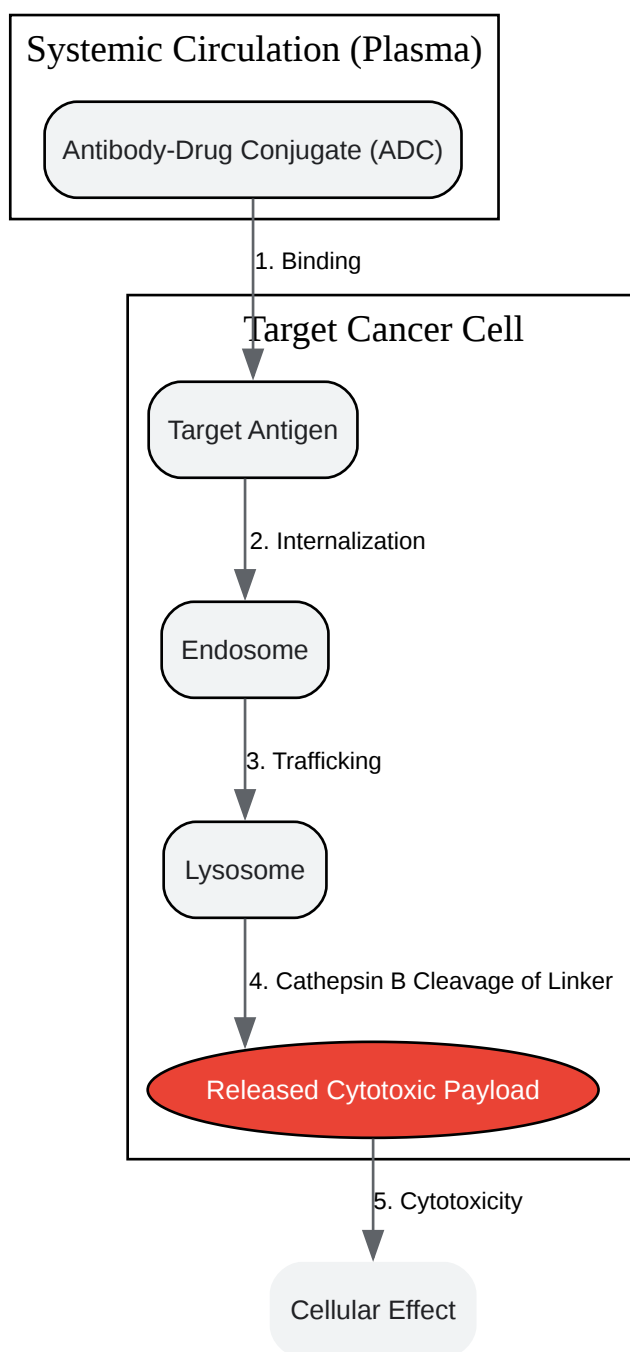 Systemic Circulation (Plasma)
Antibody-Drug Conjugate (ADC)
1. Binding
Target Cancer Cell
Target Antigen
2. Internalization
Endosome
3. Trafficking
Lysosome
4. Cathepsin B Cleavage of Linker
Released Cytotoxic Payload
5. Cytotoxicity
Cellular Effect